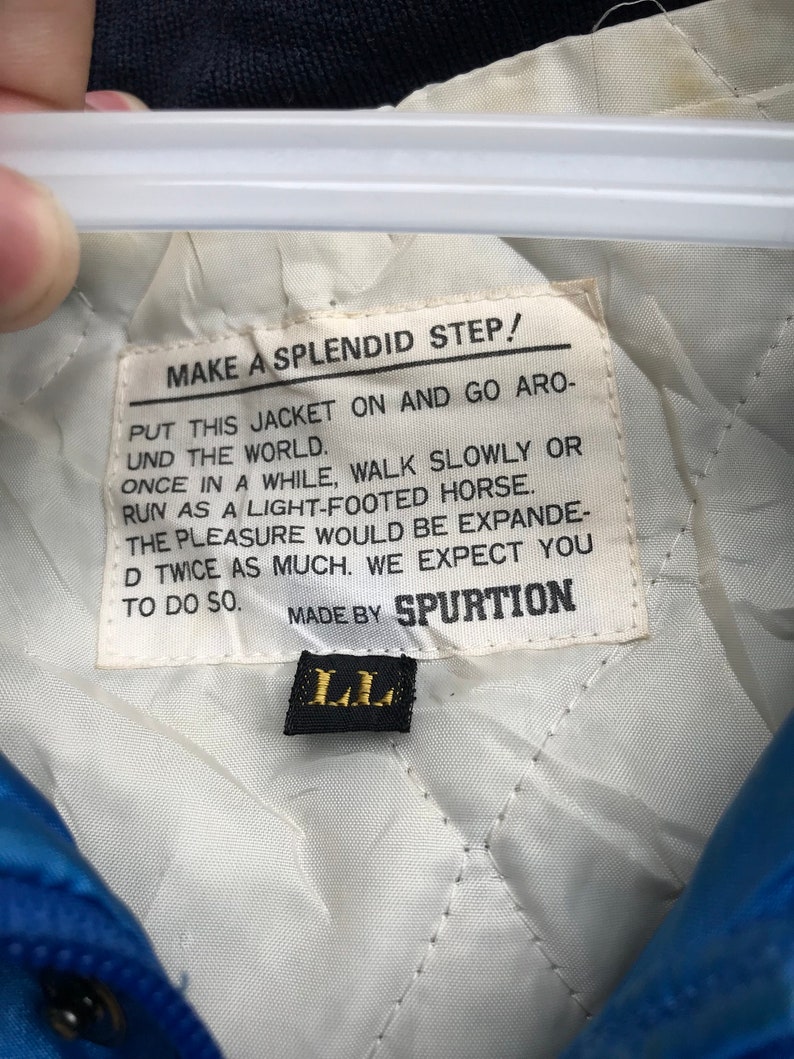 MAKE A SPLENDID STEP!
PUT THIS JACKET ON AND GO ARO-
UND THE WORLD.
ONCE IN A WHILE, WALK SLOWLY OR
RUN AS A LIGHT-FOOTED HORSE.
THE PLEASURE WOULD BE EXPANDE-
D TWICE AS MUCH. WE EXPECT YOU
TO DO SO. MADE BY SPURTION
LL